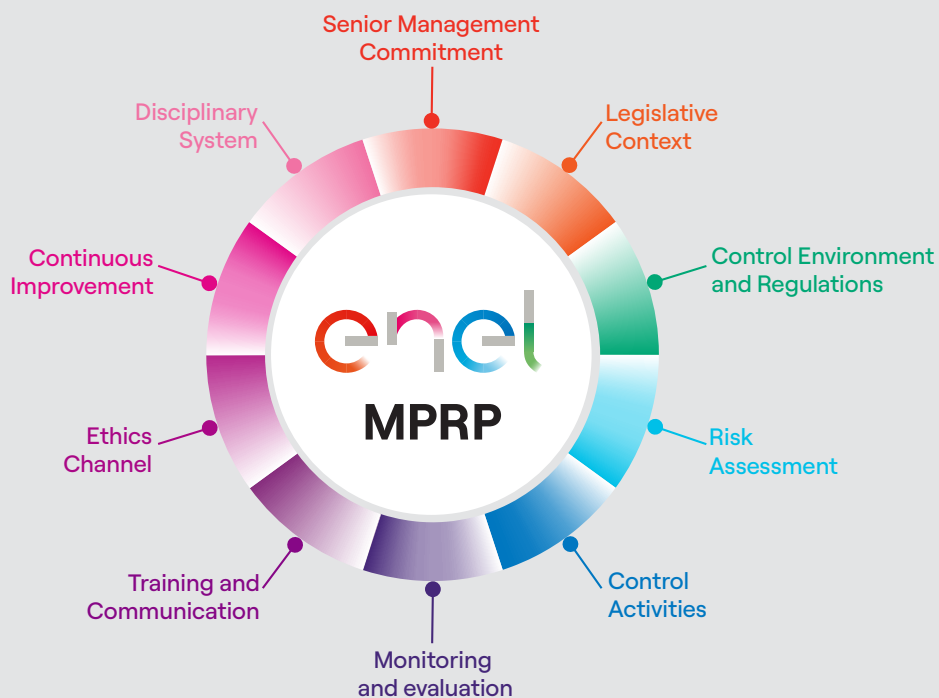 Senior Management
Commitment
Legislative
Context
Control Environment
and Regulations
Risk
Assessment
Control
Activities
Monitoring
and evaluation
Training and
Communication
Ethics
Channel
Continuous
Improvement
Disciplinary
System
enel
MPRP